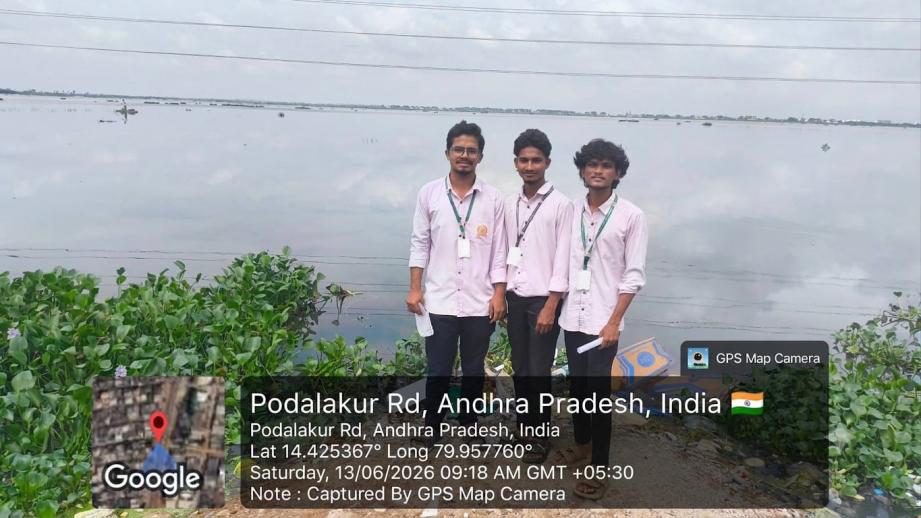 GPS Map Camera
Podalakur Rd, Andhra Pradesh, India
Podalakur Rd, Andhra Pradesh, India
Lat 14.425367° Long 79.957760°
Saturday, 13/06/2026 09:18 AM GMT +05:30
Note : Captured By GPS Map Camera
Google